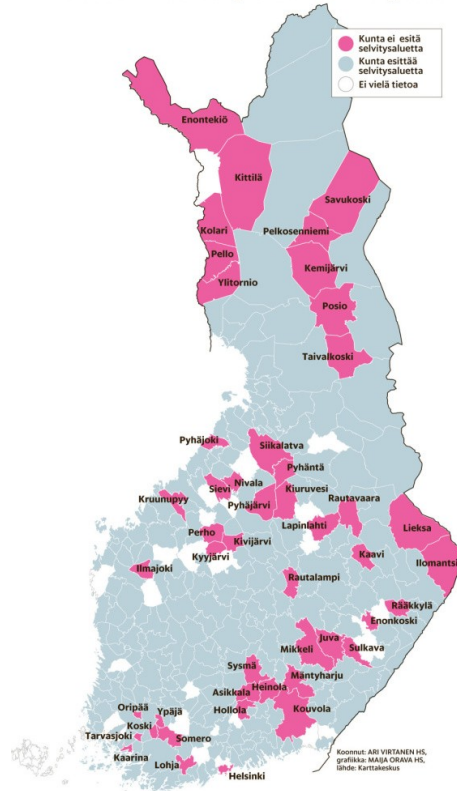 Kunta ei esitä
selvitysaluetta
Kunta esittää
selvitysaluetta
Ei vielä tietoa
Enontekiö
Kittilä
Savukoski
Kolari
Pelkosenniemi
Pello
Kemijärvi
Ylitornio
Posio
Taivalkoski
Pyhäjoki
Siikalatva
Pyhäntä
Sievi
Nivala
Kiuruvesi
Kruunupyy
Pyhäjärvi
Rautavaara
Lapinlahti
Lieksa
Perho
Kivijärvi
Kyyjärvi
Kaavi
Ilomantsi
Ilmajoki
Rautalampi
Rääkkylä
Enonkoski
Juva
Mikkeli
Sulkava
Sysmä
Mäntyharju
Asikkala
Heinola
Hollola
Kouvola
Oripää
Ypäjä
Koski
Tarvasjoki
Somero
Kaarina
Lohja
Helsinki
Koonnut: ARI VIRTANEN HS,
grafiikka: MAIJA ORAVA HS,
lähde: Karttakeskus